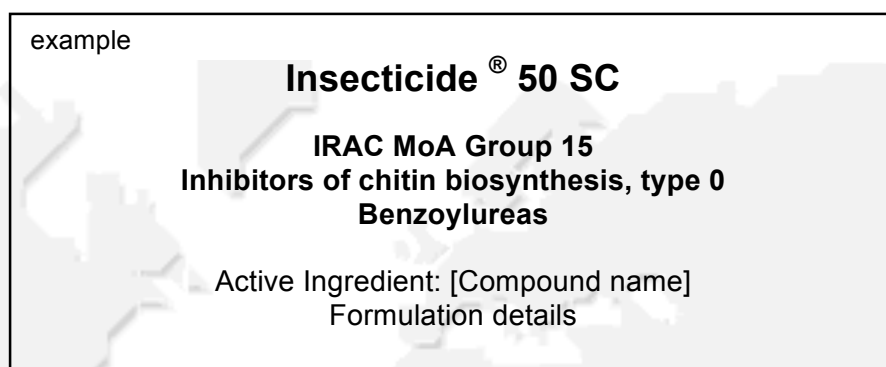 example
Insecticide ® 50 SC
IRAC MoA Group 15
Inhibitors of chitin biosynthesis, type 0
Benzoylureas
Active Ingredient: [Compound name]
Formulation details